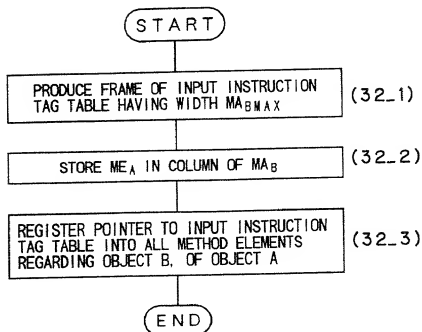 START
PRODUCE FRAME OF INPUT INSTRUCTION
TAG TABLE HAVING WIDTH MABMAX
(32_1)
STORE MEA IN COLUMN OF MAB
(32_2)
REGISTER POINTER TO INPUT INSTRUCTION
TAG TABLE INTO ALL METHOD ELEMENTS
REGARDING OBJECT B, OF OBJECT A
(32_3)
END